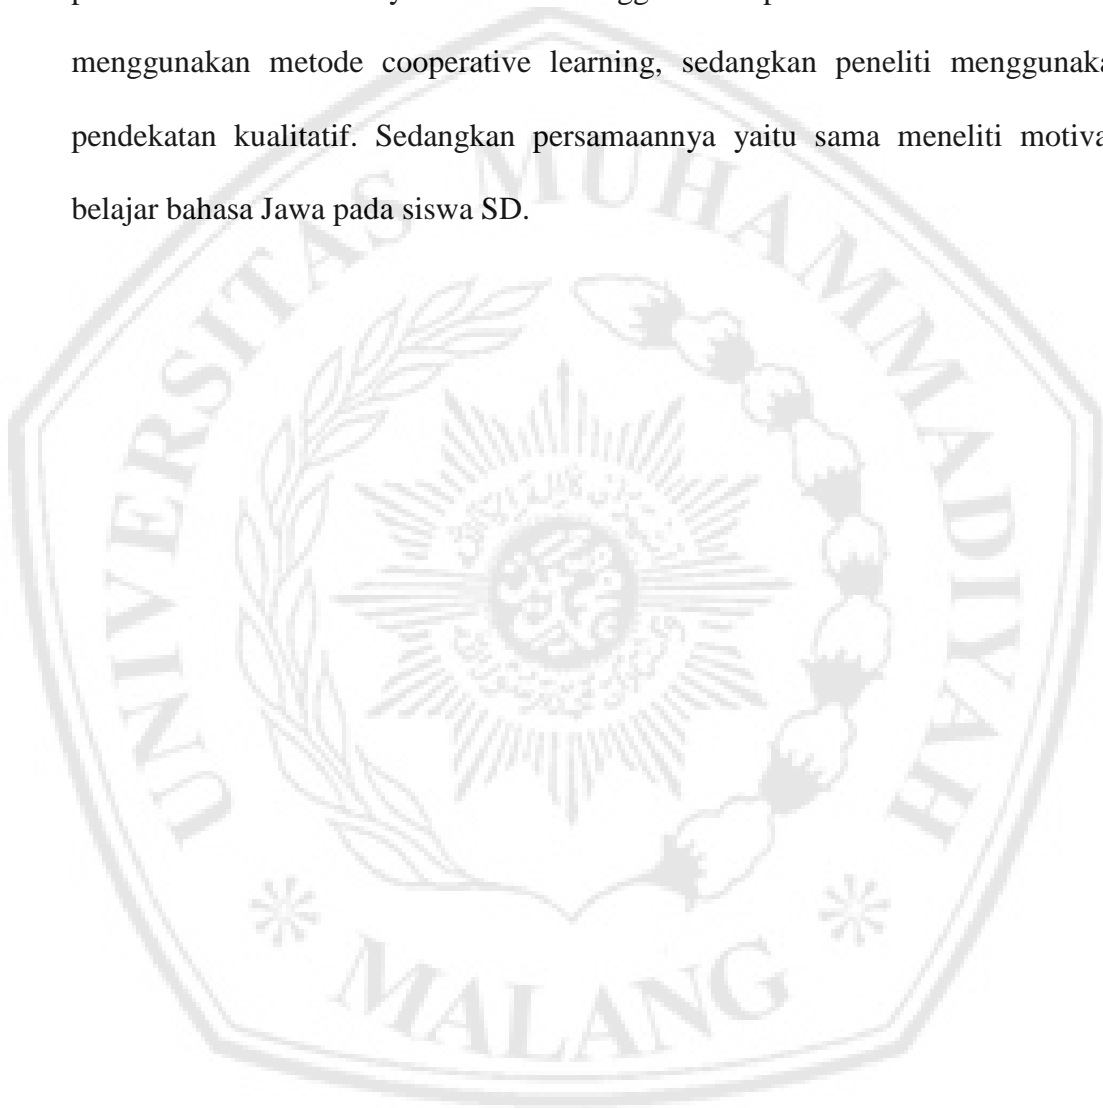 menggunakan metode cooperative learning, sedangkan peneliti menggunaka
pendekatan kualitatif. Sedangkan persamaannya yaitu sama meneliti motiva
belajar bahasa Jawa pada siswa SD.
UNIVERSITAS MUHAMMADIYAH
MALANG